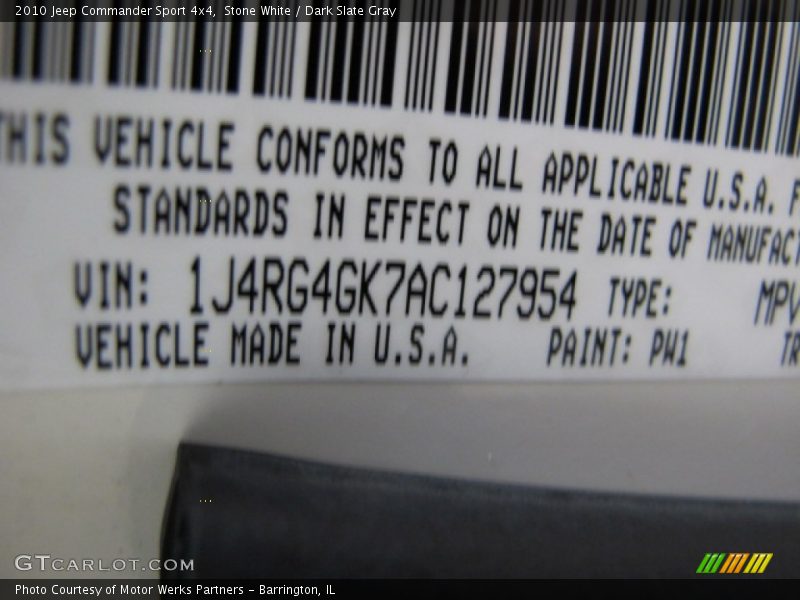 2010 Jeep Commander Sport 4x4,  Stone White / Dark Slate Gray
THIS VEHICLE CONFORMS TO ALL APPLICABLE U.S.A.
STANDARDS IN EFFECT ON THE DATE OF
VIN: 1J4RG4GK7AC127954 TYPE: MPV
VEHICLE MADE IN U.S.A. PAINT: PW1
GTCARLOT.COM
Photo Courtesy of Motor Werks Partners - Barrington, IL